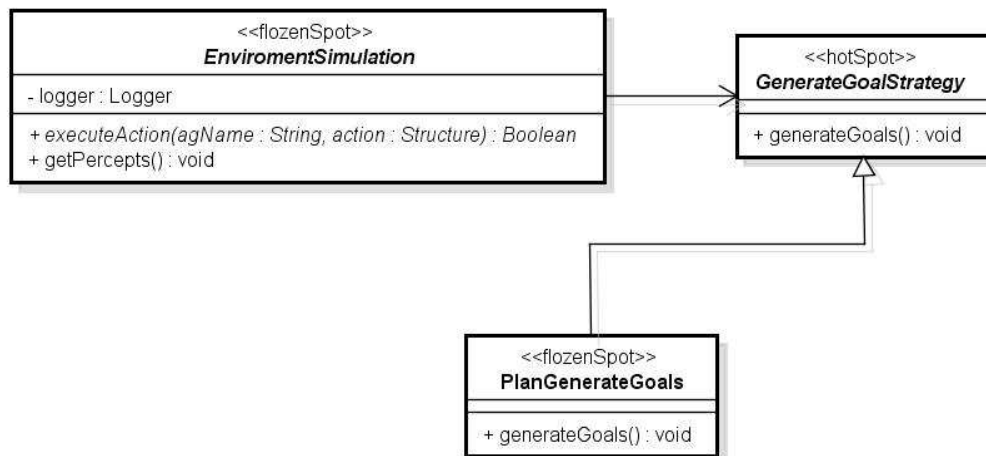 <<flozenSpot>>
EnviromentSimulation
- logger : Logger
+ executeAction(agName : String, action : Structure) : Boolean
+ getPercepts() : void
<<hotSpot>>
GenerateGoalStrategy
+ generateGoals() : void
<<flozenSpot>>
PlanGenerateGoals
+ generateGoals() : void